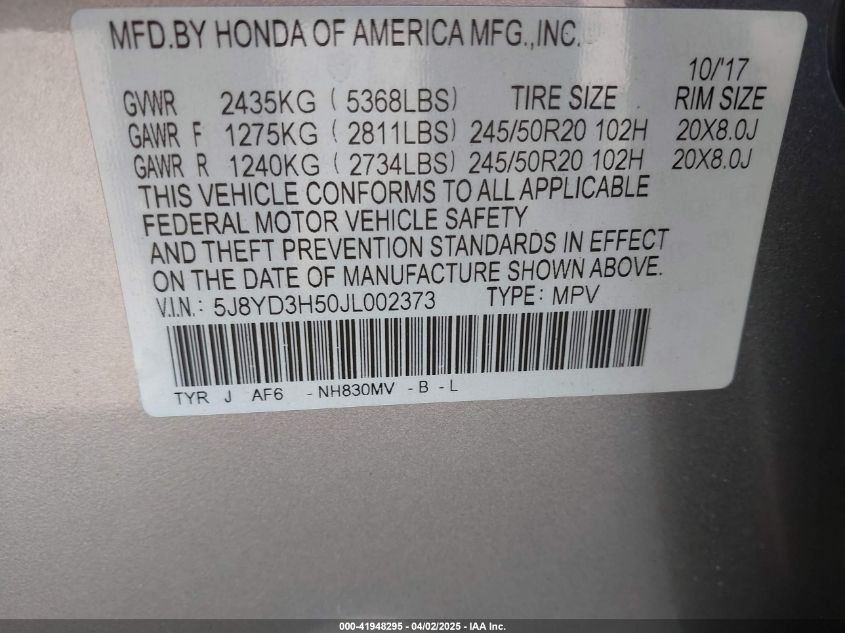 MFD.BY HONDA OF AMERICA MFG.,INC.
10/'17
GVWR 2435KG (5368LBS) TIRE SIZE RIM SIZE
GAWR F 1275KG (2811LBS) 245/50R20 102H 20X8.0J
GAWR R 1240KG (2734LBS) 245/50R20 102H 20X8.0J
THIS VEHICLE CONFORMS TO ALL APPLICABLE
FEDERAL MOTOR VEHICLE SAFETY
AND THEFT PREVENTION STANDARDS IN EFFECT
ON THE DATE OF MANUFACTURE SHOWN ABOVE.
V.I.N.: 5J8YD3H50JL002373 TYPE: MPV
TYR J AF6 -NH830MV -B -L
000-41948295 - 04/02/2025 - IAA Inc.